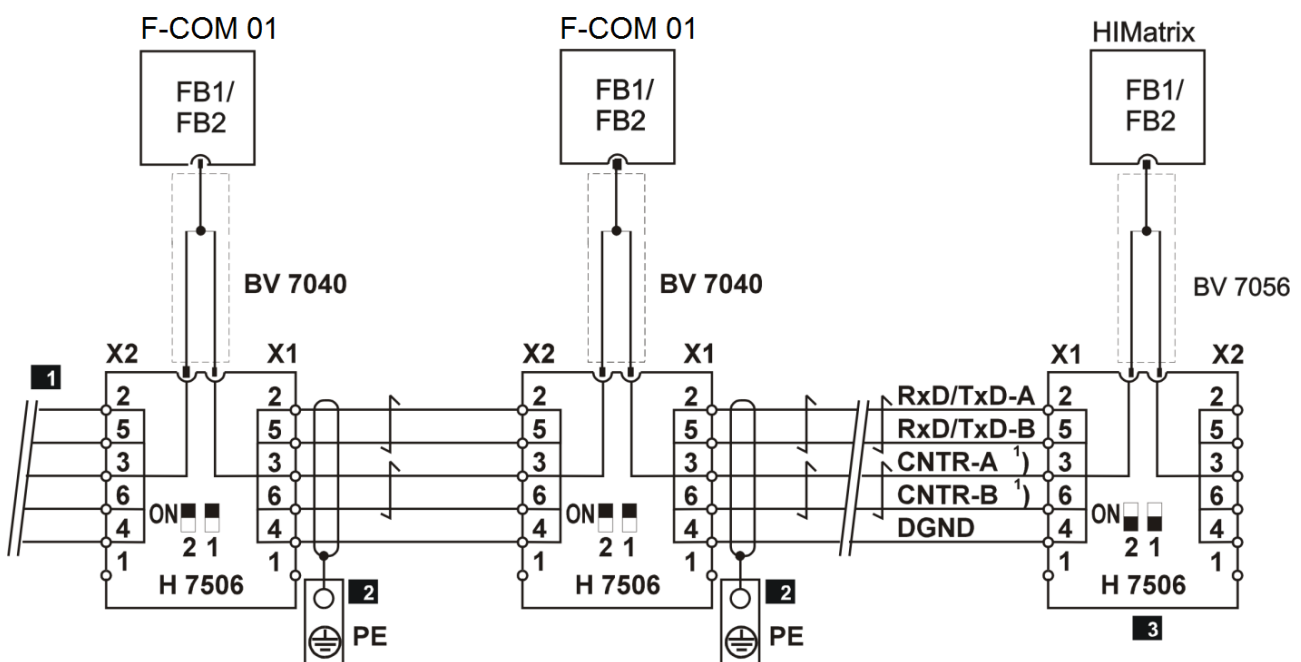 F-COM 01 F-COM 01 HIMatrix
FB1/ FB1/ FB1/
FB2 FB2 FB2
BV 7040 BV 7040 BV 7056
X2 X1 X2 X1 X1 X2
1
2 2 2 2 RxD/TxD-A 2 2
5 5 5 5 RxD/TxD-B 5 5
3 3 3 3 CNTR-A 1) 3 3
6 6 6 6 CNTR-B 1) 6 6
ON ON ON
4 4 4 4 DGND 4 4
2 1 2 1 2 1
1 1 1 1 1 1
H 7506 H 7506 H 7506
2 2
3
PE PE